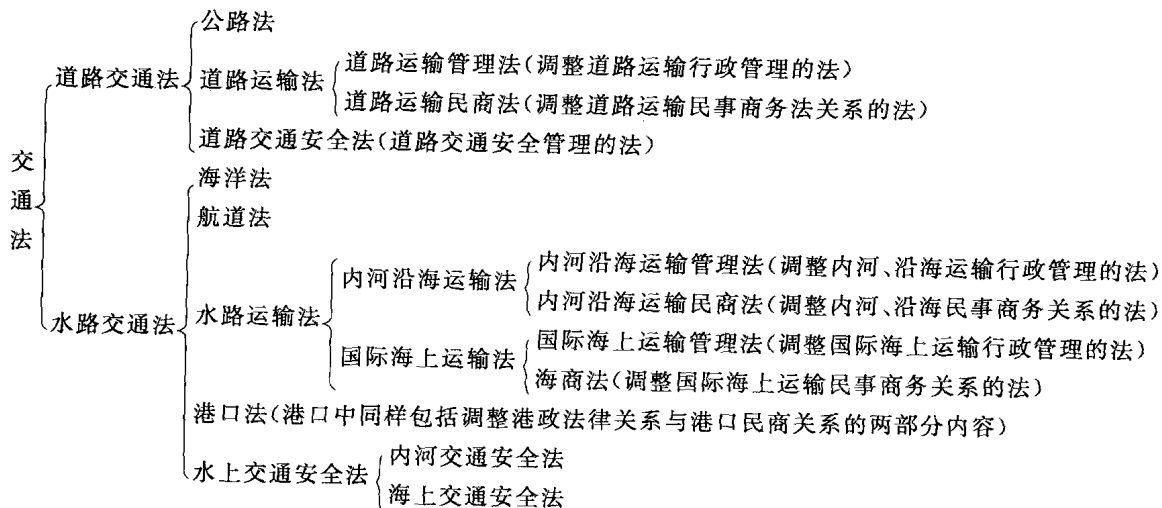 交通法
道路交通法
公路法
道路运输法
道路运输管理法(调整道路运输行政管理的法)
道路运输民商法(调整道路运输民事商务法关系的法)
道路交通安全法(道路交通安全管理的法)
水路交通法
海洋法
航道法
水路运输法
内河沿海运输法
内河沿海运输管理法(调整内河、沿海运输行政管理的法)
内河沿海运输民商法(调整内河、沿海民事商务关系的法)
国际海上运输法
国际海上运输管理法(调整国际海上运输行政管理的法)
海商法(调整国际海上运输民事商务关系的法)
港口法(港口中同样包括调整港政法律关系与港口民商关系的两部分内容)
水上交通安全法
内河交通安全法
海上交通安全法